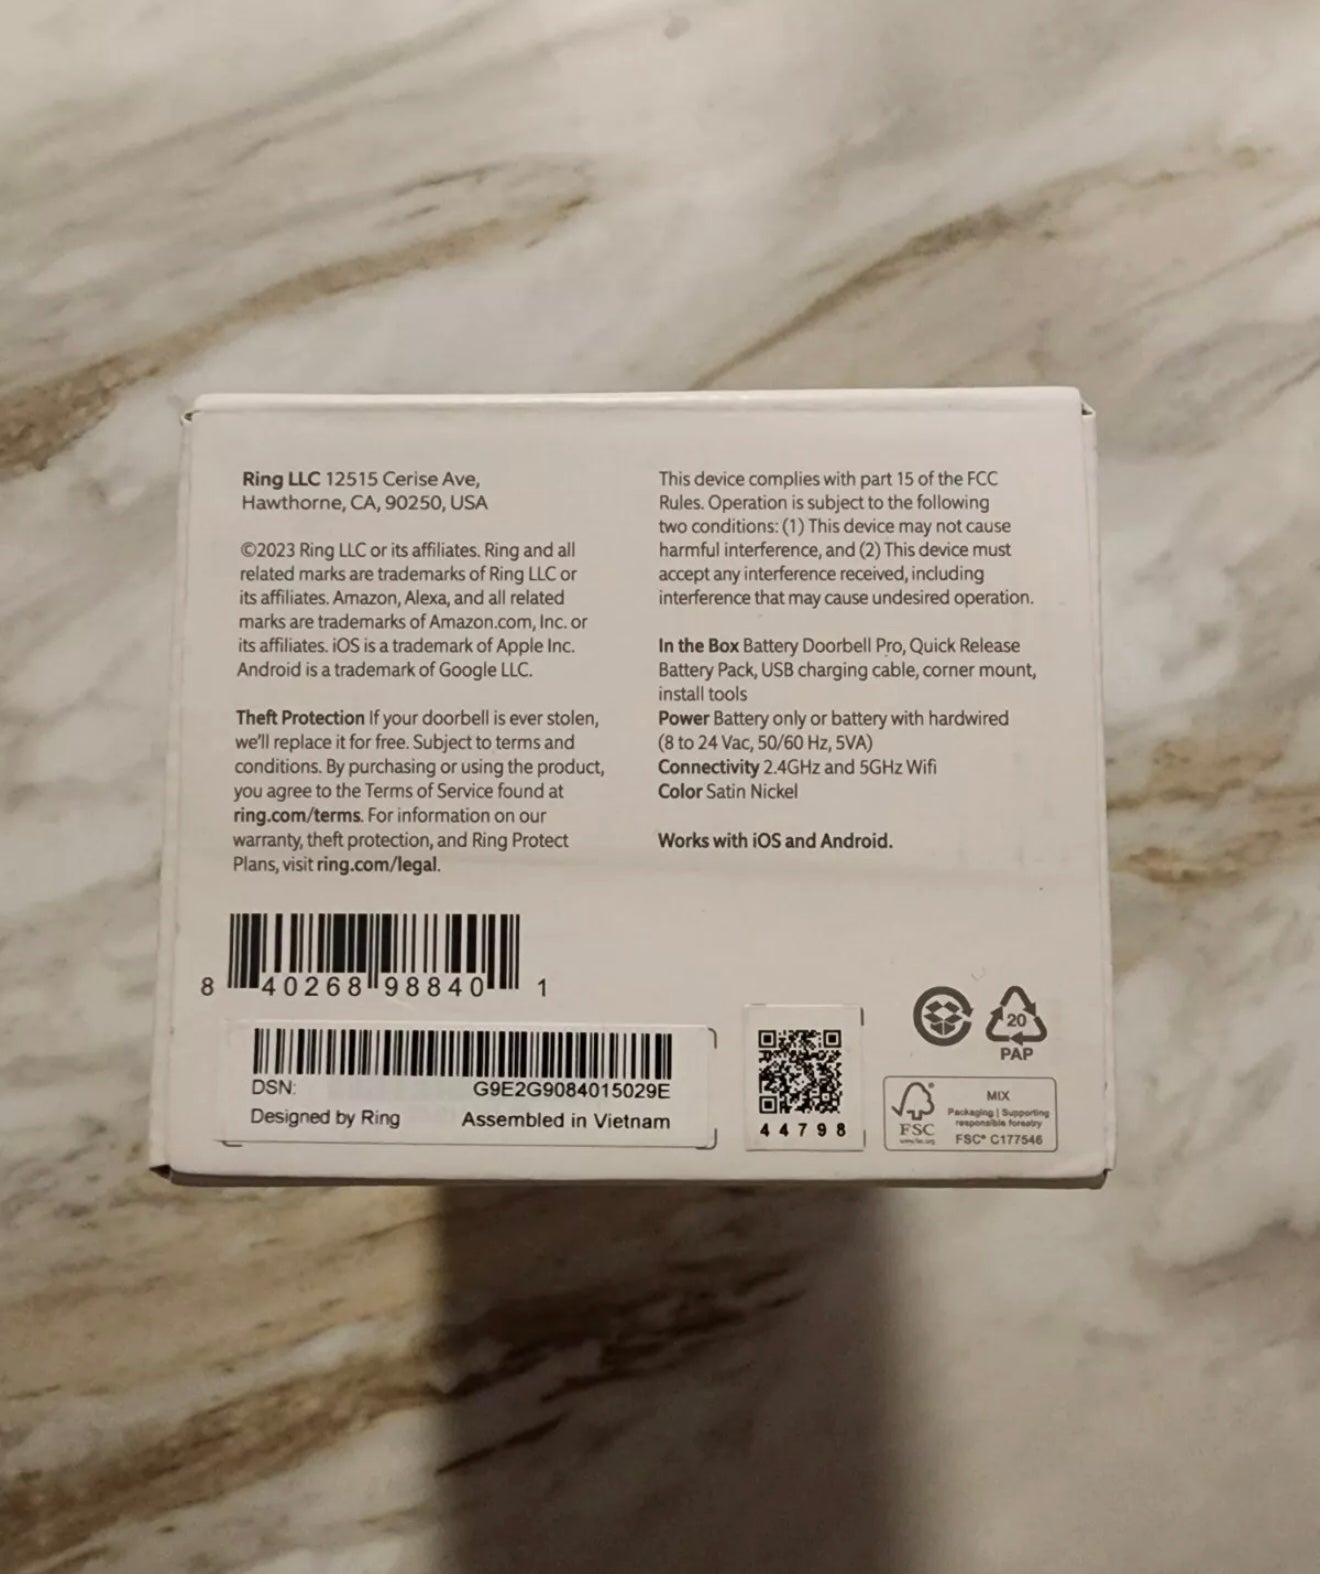 Ring LLC 12515 Cerise Ave,
Hawthorne, CA, 90250, USA
©2023 Ring LLC or its affiliates. Ring and all
related marks are trademarks of Ring LLC or
its affiliates. Amazon, Alexa, and all related
marks are trademarks of Amazon.com, Inc. or
its affiliates. iOS is a trademark of Apple Inc.
Android is a trademark of Google LLC.
Theft Protection If your doorbell is ever stolen,
we'll replace it for free. Subject to terms and
conditions. By purchasing or using the product,
you agree to the Terms of Service found at
ring.com/terms. For information on our
warranty, theft protection, and Ring Protect
Plans, visit ring.com/legal.
This device complies with part 15 of the FCC
Rules. Operation is subject to the following
two conditions: (1) This device may not cause
harmful interference, and (2) This device must
accept any interference received, including
interference that may cause undesired operation.
In the Box Battery Doorbell Pro, Quick Release
Battery Pack, USB charging cable, corner mount,
install tools
Power Battery only or battery with hardwired
(8 to 24 Vac, 50/60 Hz, 5VA)
Connectivity 2.4GHz and 5GHz Wifi
Color Satin Nickel
Works with iOS and Android.
8 40268 98840 1
DSN: G9E2G9084015029E
Designed by Ring Assembled in Vietnam
44798
20
PAP
FSC
MIX
Packaging | Supporting
responsible forestry
FSC® C177546